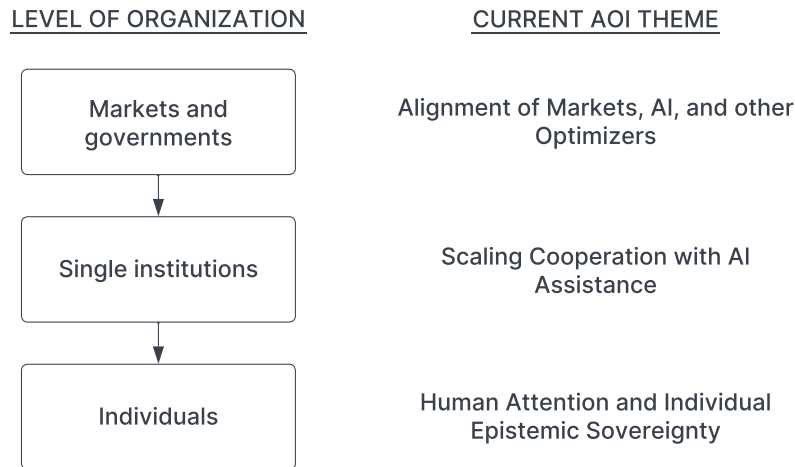 LEVEL OF ORGANIZATION
CURRENT AOI THEME
Markets and
governments
Alignment of Markets, AI, and other
Optimizers
Single institutions
Scaling Cooperation with AI
Assistance
Individuals
Human Attention and Individual
Epistemic Sovereignty